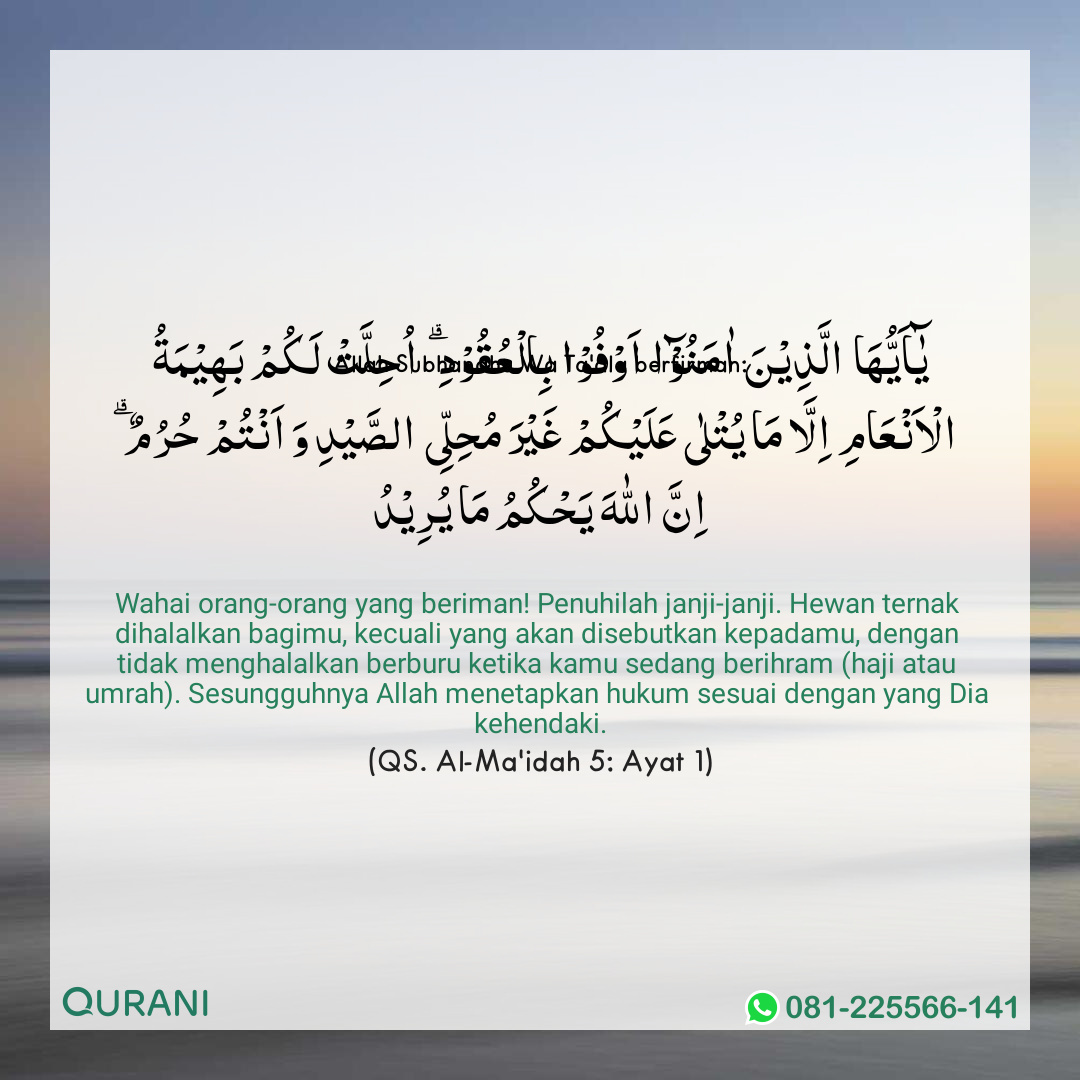 Allah Subhanahu Wa Ta'ala berfirman:
يٰۤاَيُّهَا الَّذِيْنَ اٰمَنُوْۤا اَوْفُوْا بِالْعُقُوْدِ ۗ اُحِلَّتْ لَـكُمْ بَهِيْمَةُ
الْاَنْعَامِ اِلَّا مَا يُتْلٰى عَلَيْكُمْ غَيْرَ مُحِلِّى الصَّيْدِ وَاَنْـتُمْ حُرُمٌ ۗ
اِنَّ اللّٰهَ يَحْكُمُ مَا يُرِيْدُ
Wahai orang-orang yang beriman! Penuhilah janji-janji. Hewan ternak
dihalalkan bagimu, kecuali yang akan disebutkan kepadamu, dengan
tidak menghalalkan berburu ketika kamu sedang berihram (haji atau
umrah). Sesungguhnya Allah menetapkan hukum sesuai dengan yang Dia
kehendaki.
(QS. Al-Ma'idah 5: Ayat 1)
QURANI
081-225566-141